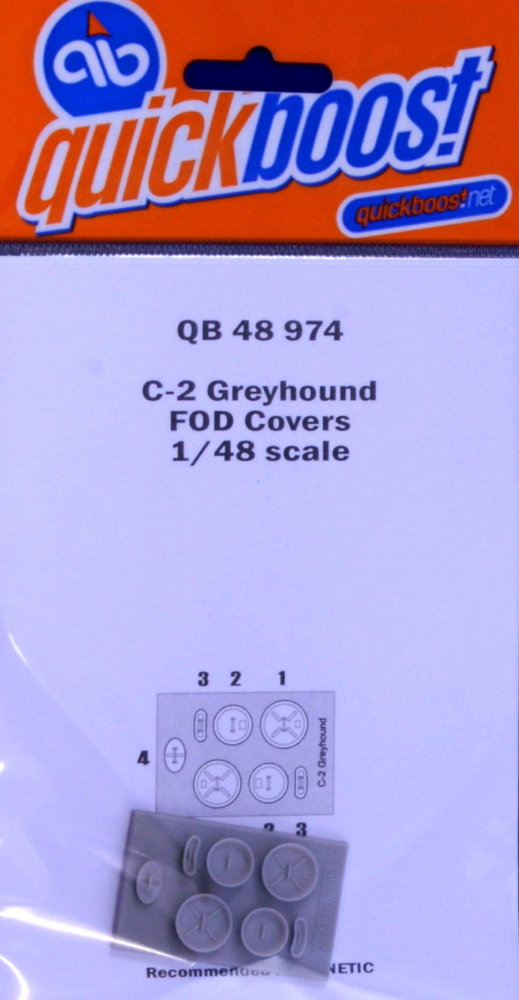 qb
quickboost
quickboost.net
QB 48 974
C-2 Greyhound
FOD Covers
1/48 scale
3 2 1
4
C-2 Greyhound
3
NETIC